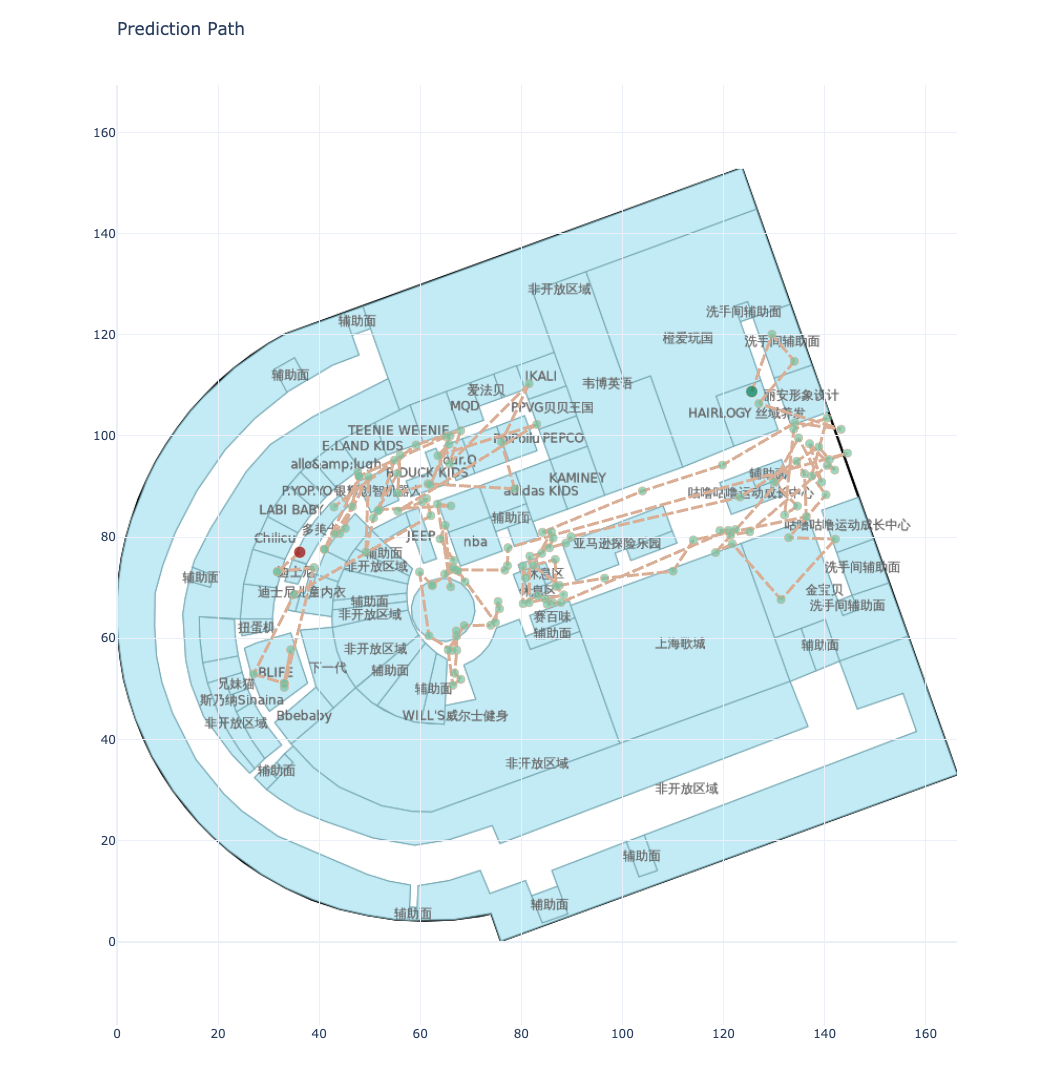 Prediction Path
160
140
120
100
80
60
40
20
0
0
20
40
60
80
100
120
140
160
非开放区域
洗手间辅助面
辅助面
橙爱玩国
洗手间辅助面
辅助面
IKALI
韦博英语
爱法贝
丽安形象设计
MQD
PPVG贝贝王国
HAIRLOGY 丝域养发
TEENIE WEENIE
PEPCO
E.LAND KIDS
allo&amp;lugh
B.DUCK KIDS
辅助面
KAMINEY
P.YO
adidas KIDS
咕噜咕噜运动成长中心
LABI BABY
辅助面
咕噜咕噜运动成长中心
多美
Chilicu
JEEP
nba
亚马逊探险乐园
辅助面
非开放区域
洗手间辅助面
辅助面
休息区
迪士尼儿童内衣
休息区
金宝贝
辅助面
洗手间辅助面
非开放区域
赛百味
扭蛋机
辅助面
上海歌城
辅助面
非开放区域
下一代
辅助面
BLIFE
兄妹猫
辅助面
斯乃纳Sinaina
Bbebaby
WILL'S威尔士健身
非开放区域
非开放区域
辅助面
非开放区域
辅助面
辅助面
辅助面